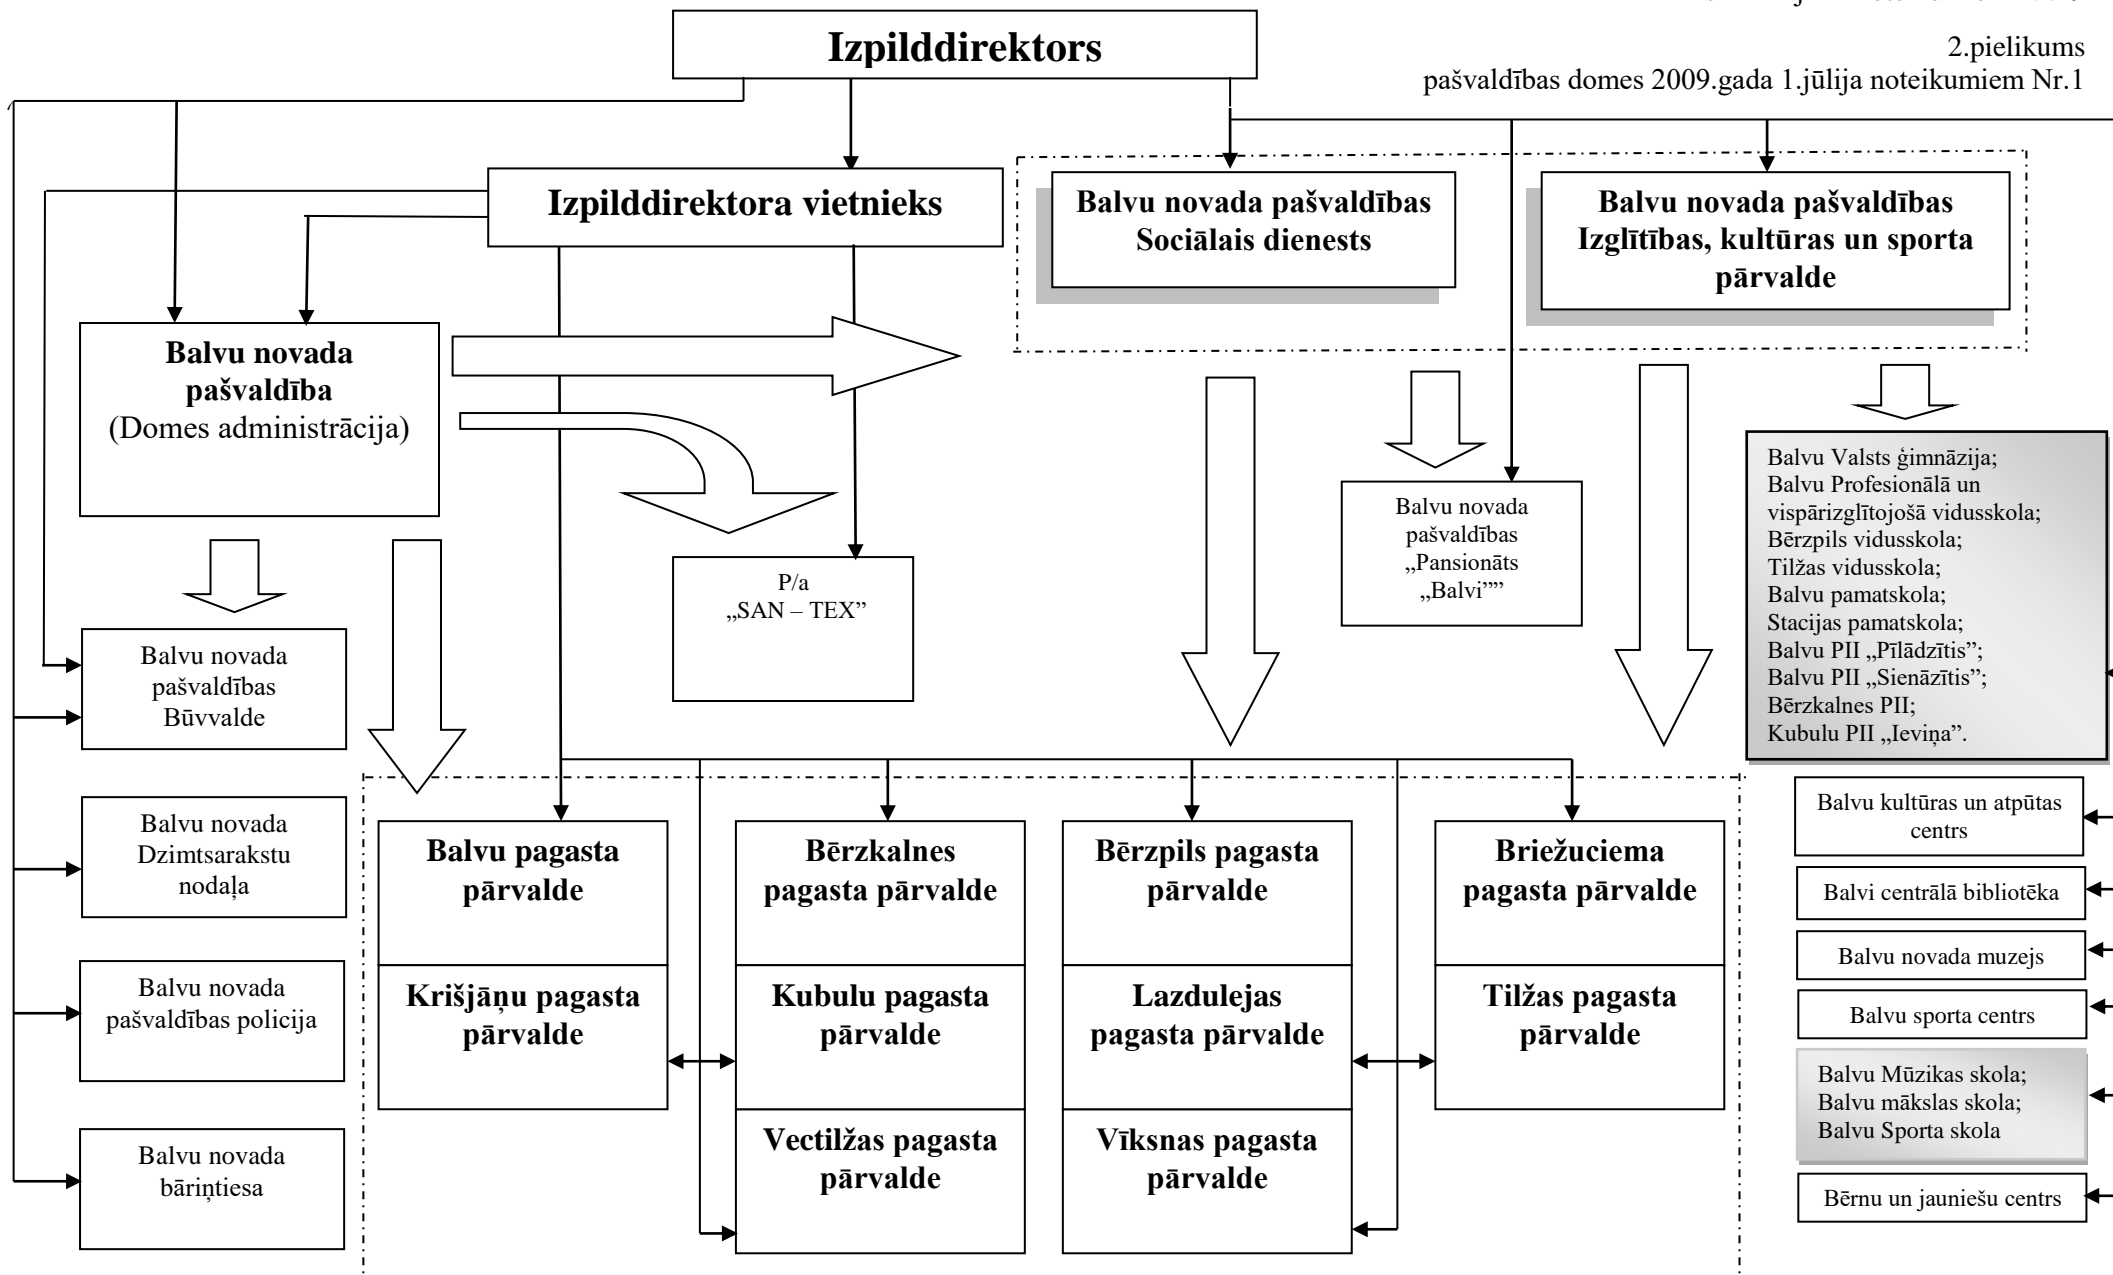 Izpilddirektors
2.pielikums
pašvaldības domes 2009.gada 1.jūlija noteikumiem Nr.1
Izpilddirektora vietnieks
Balvu novada pašvaldības
Sociālais dienests
Balvu novada pašvaldības
Izglītības, kultūras un sporta
pārvalde
Balvu novada
pašvaldība
(Domes administrācija)
Balvu Valsts ģimnāzija;
Balvu Profesionālā un
vispārizglītojošā vidusskola;
Bērzpils vidusskola;
Tilžas vidusskola;
Balvu pamatskola;
Stacijas pamatskola;
Balvu PII „Pīlādzītis”;
Balvu PII „Sienāzītis”;
Bērzkalnes PII;
Kubulu PII „Ieviņa”.
Balvu novada
pašvaldības
„Pansionāts
„Balvi””
P/a
„SAN – TEX”
Balvu novada
pašvaldības
Būvvalde
Balvu novada
Dzimtsarakstu
nodaļa
Balvu novada
pašvaldības policija
Balvu novada
bāriņtiesa
Balvu pagasta
pārvalde
Bērzkalnes
pagasta pārvalde
Bērzpils pagasta
pārvalde
Briežuciema
pagasta pārvalde
Krišjāņu pagasta
pārvalde
Kubulu pagasta
pārvalde
Lazdulejas
pagasta pārvalde
Tilžas pagasta
pārvalde
Vectilžas pagasta
pārvalde
Vīksnas pagasta
pārvalde
Balvu kultūras un atpūtas
centrs
Balvi centrālā bibliotēka
Balvu novada muzejs
Balvu sporta centrs
Balvu Mūzikas skola;
Balvu mākslas skola;
Balvu Sporta skola
Bērnu un jauniešu centrs